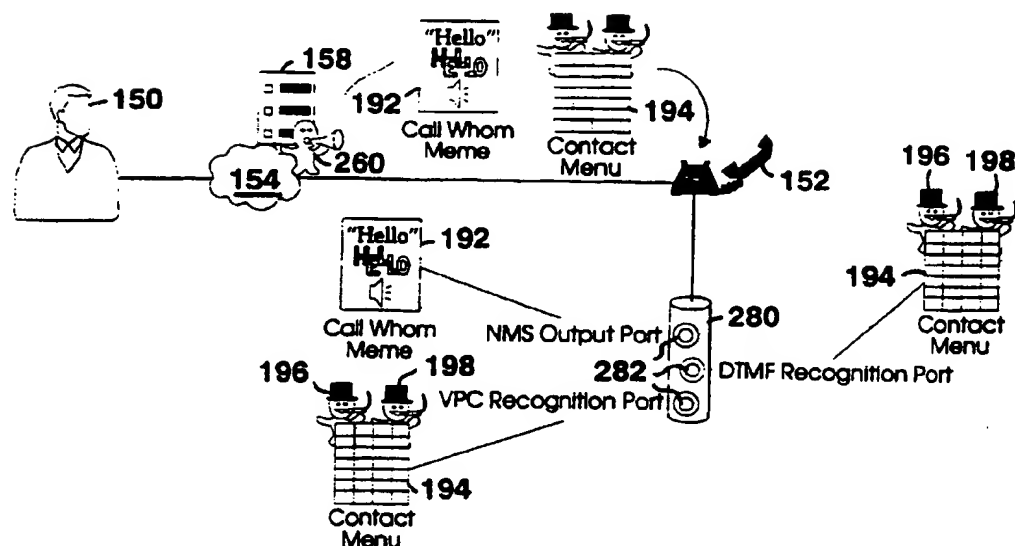 "Hello"
HELLO
158
192
150
Call Whom
Meme
260
154
194
Contact
Menu
152
196
198
"Hello"
192
HELLO
194
Contact
Menu
Call Whom
Meme
NMS Output Port
280
282
DTMF Recognition Port
196
198
VPC Recognition Port
194
Contact
Menu